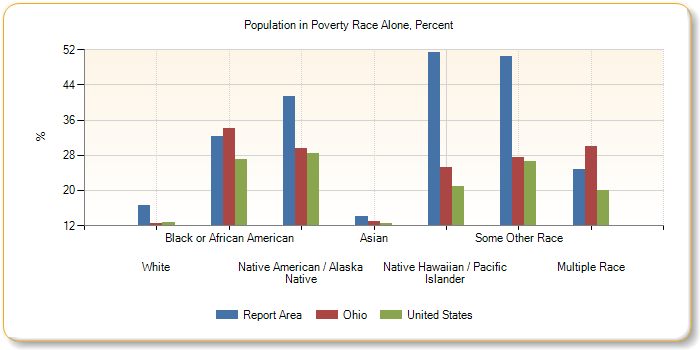 Population in Poverty Race Alone, Percent
%
52
44
36
28
20
12
Black or African American
Asian
Some Other Race
White
Native American / Alaska
Native
Native Hawaiian / Pacific
Islander
Multiple Race
Report Area
Ohio
United States